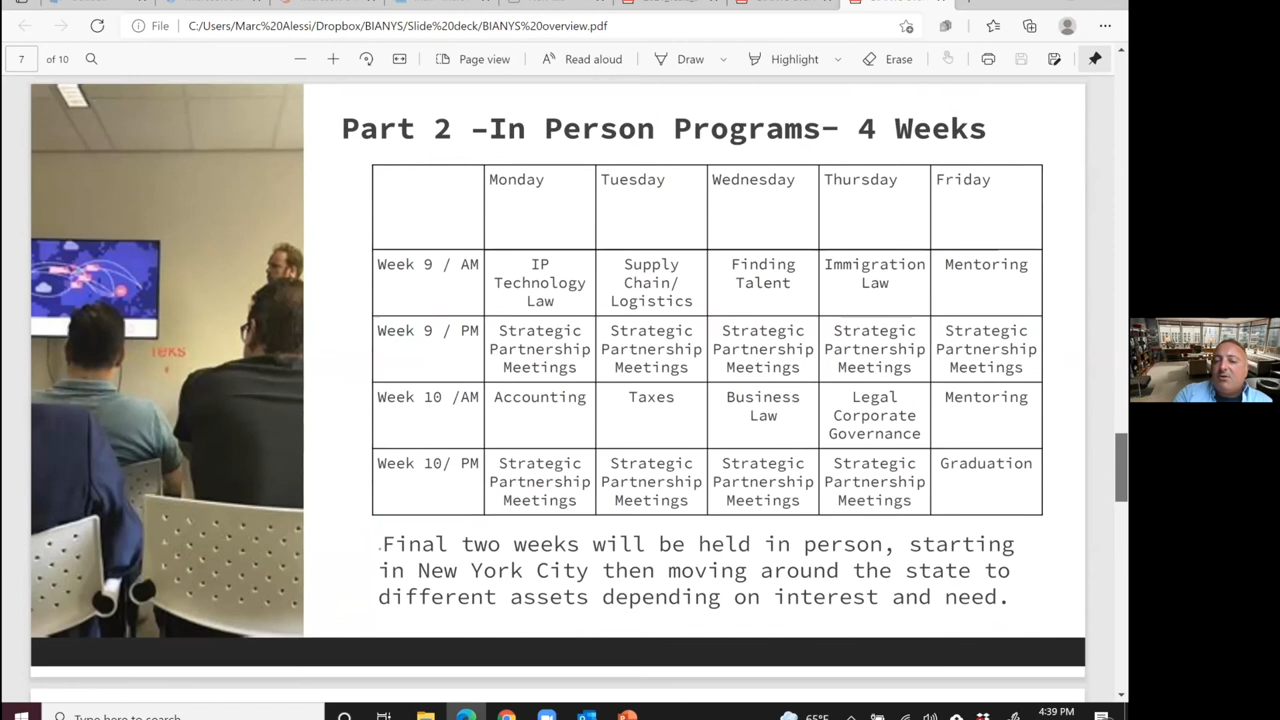 File
C:/Users/Marc%20Alessi/Dropbox/BIANYS/Slide%20deck/BIANYS%20overview.pdf
7 of 10 Page view Read aloud Draw Highlight Erase
Part 2 –In Person Programs– 4 Weeks
Monday Tuesday Wednesday Thursday Friday
Week 9 / AM IP Supply Finding Immigration Mentoring
Technology Chain/ Talent Law
Law Logistics
Week 9 / PM Strategic Strategic Strategic Strategic Strategic
Partnership Partnership Partnership Partnership Partnership
Meetings Meetings Meetings Meetings Meetings
Week 10 /AM Accounting Taxes Business Legal Mentoring
Law Corporate
Governance
Week 10/ PM Strategic Strategic Strategic Strategic Graduation
Partnership Partnership Partnership Partnership
Meetings Meetings Meetings Meetings
Final two weeks will be held in person, starting
in New York City then moving around the state to
different assets depending on interest and need.
Type here to search
65°F
4:39 PM